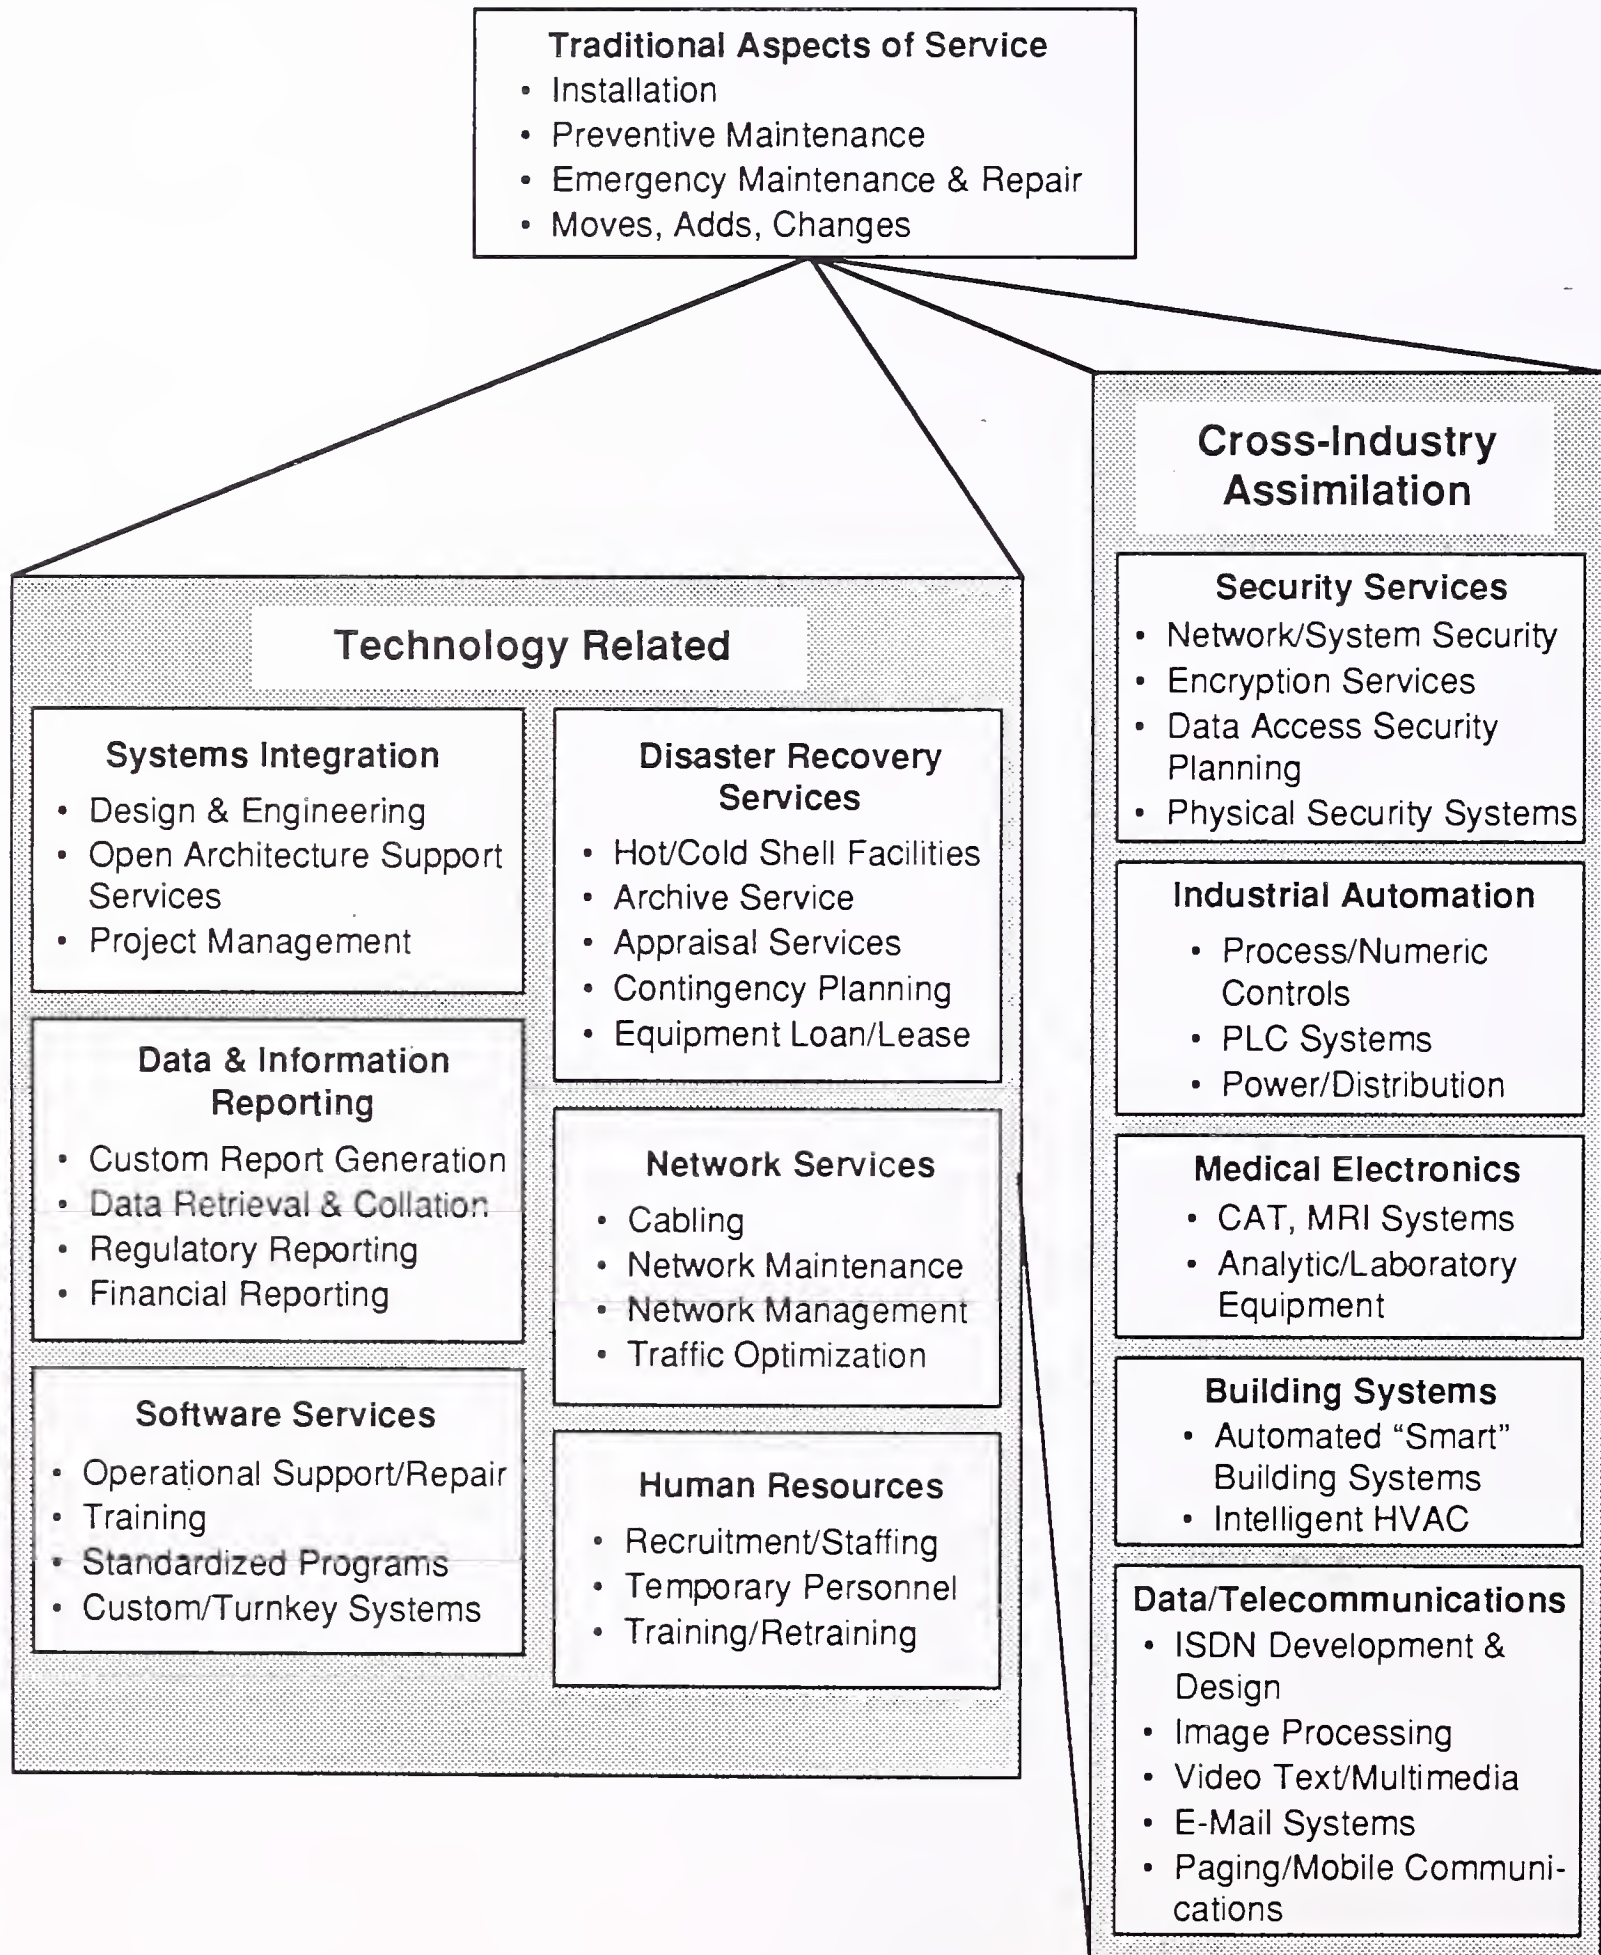 Traditional Aspects of Service
• Installation
• Preventive Maintenance
• Emergency Maintenance & Repair
• Moves, Adds, Changes
Technology Related
Systems Integration
• Design & Engineering
• Open Architecture Support
Services
• Project Management
Data & Information
Reporting
• Custom Report Generation
• Data Retrieval & Collation
• Regulatory Reporting
• Financial Reporting
Software Services
• Operational Support/Repair
• Training
• Standardized Programs
• Custom/Turnkey Systems
Disaster Recovery
Services
• Hot/Cold Shell Facilities
• Archive Service
• Appraisal Services
• Contingency Planning
• Equipment Loan/Lease
Network Services
• Cabling
• Network Maintenance
• Network Management
• Traffic Optimization
Human Resources
• Recruitment/Staffing
• Temporary Personnel
• Training/Retraining
Cross-Industry
Assimilation
Security Services
• Network/System Security
• Encryption Services
• Data Access Security
Planning
• Physical Security Systems
Industrial Automation
• Process/Numeric
Controls
• PLC Systems
• Power/Distribution
Medical Electronics
• CAT, MRI Systems
• Analytic/Laboratory
Equipment
Building Systems
• Automated “Smart”
Building Systems
• Intelligent HVAC
Data/Telecommunications
• ISDN Development &
Design
• Image Processing
• Video Text/Multimedia
• E-Mail Systems
• Paging/Mobile Communi-
cations